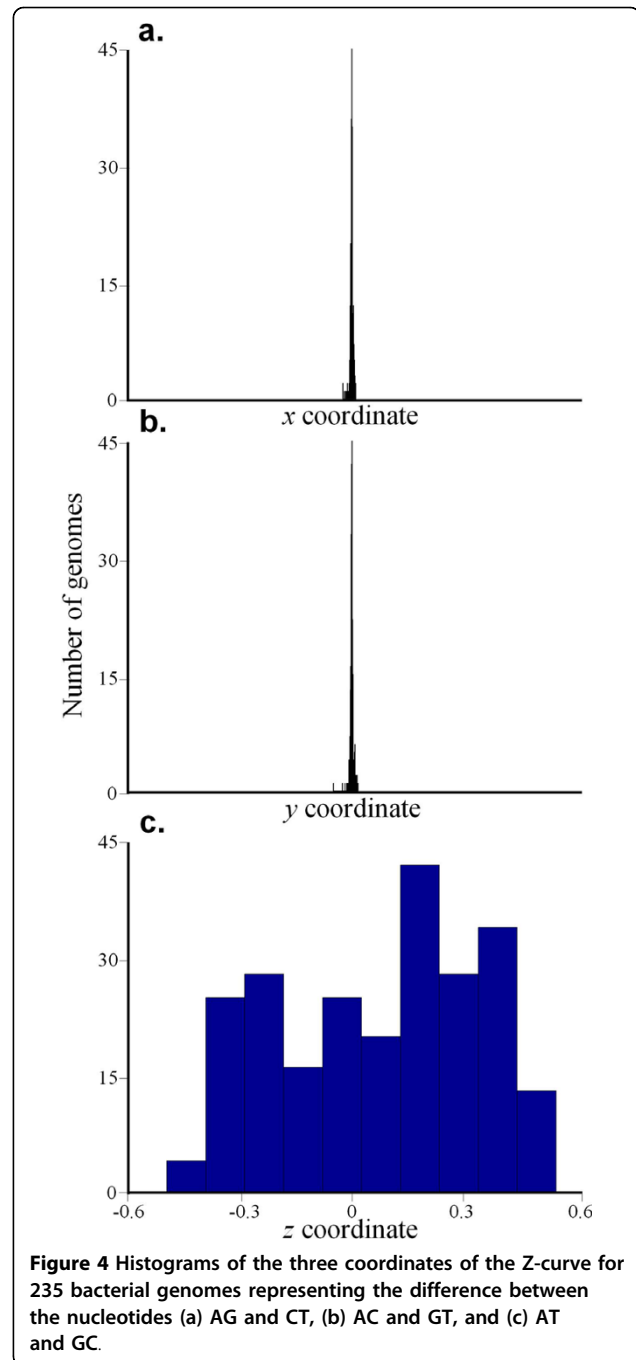 a.
45
30
15
0
x coordinate
b.
45
30
15
0
y coordinate
Number of genomes
c.
45
30
15
0
-0.6 -0.3 0 0.3 0.6
z coordinate
Figure 4 Histograms of the three coordinates of the Z-curve for
235 bacterial genomes representing the difference between
the nucleotides (a) AG and CT, (b) AC and GT, and (c) AT
and GC.